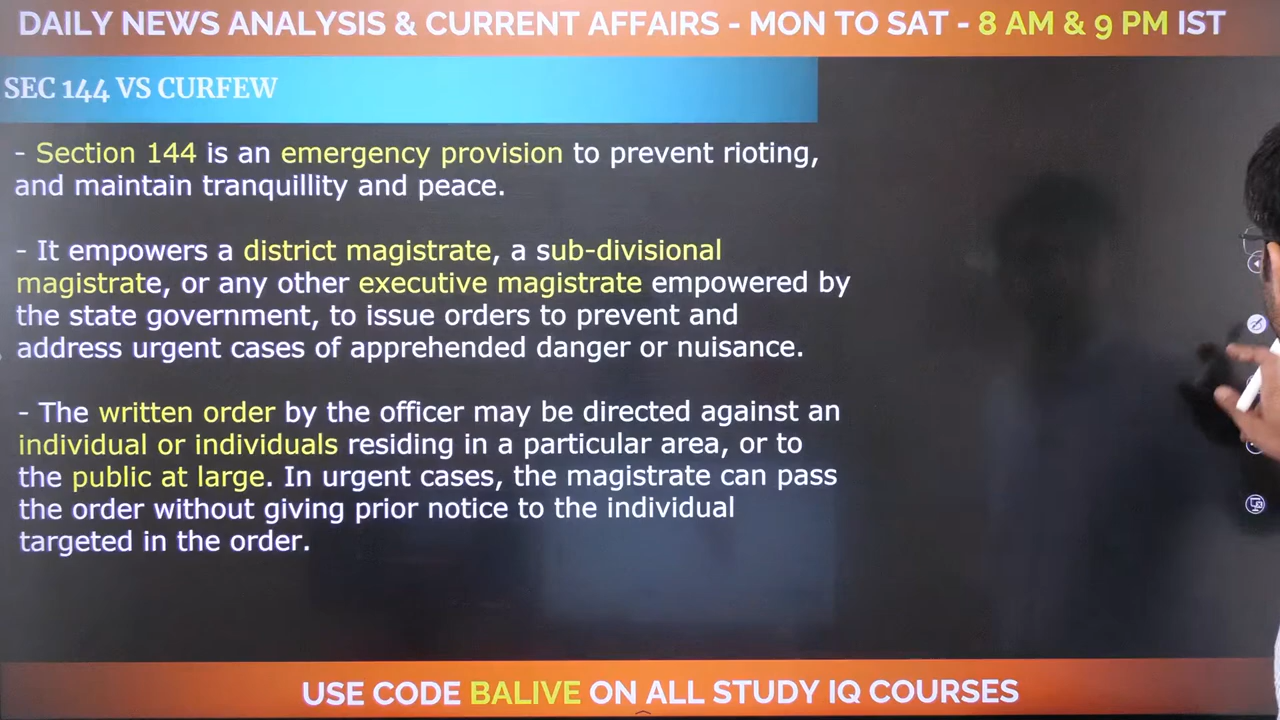 DAILY NEWS ANALYSIS & CURRENT AFFAIRS - MON TO SAT - 8 AM & 9 PM IST
SEC 144 VS CURFEW
- Section 144 is an emergency provision to prevent rioting,
and maintain tranquillity and peace.
- It empowers a district magistrate, a sub-divisional
magistrate, or any other executive magistrate empowered by
the state government, to issue orders to prevent and
address urgent cases of apprehended danger or nuisance.
- The written order by the officer may be directed against an
individual or individuals residing in a particular area, or to
the public at large. In urgent cases, the magistrate can pass
the order without giving prior notice to the individual
targeted in the order.
USE CODE BALIVE ON ALL STUDY IQ COURSES